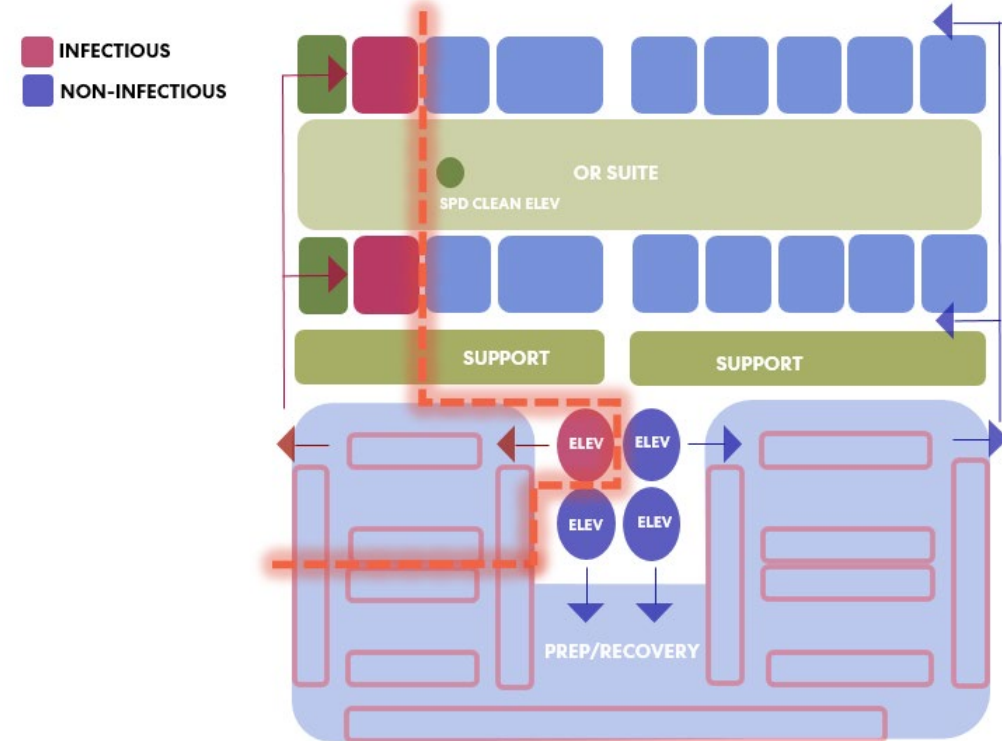 INFECTIOUS
NON-INFECTIOUS
OR SUITE
SPD CLEAN ELEV
SUPPORT
SUPPORT
ELEV
ELEV
ELEV
ELEV
PREP/RECOVERY